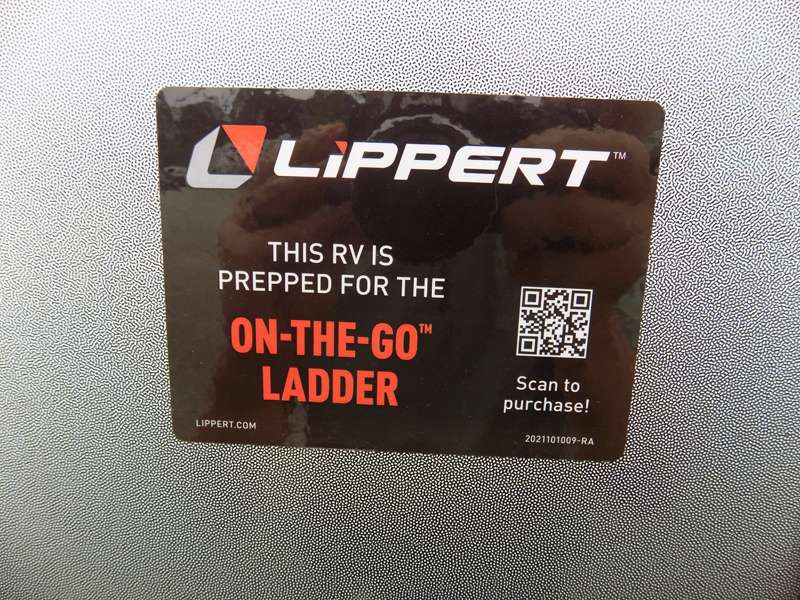 LiPPERT™
THIS RV IS
PREPPED FOR THE
ON-THE-GO™
LADDER
Scan to
purchase!
LIPPERT.COM
2021101009-RA